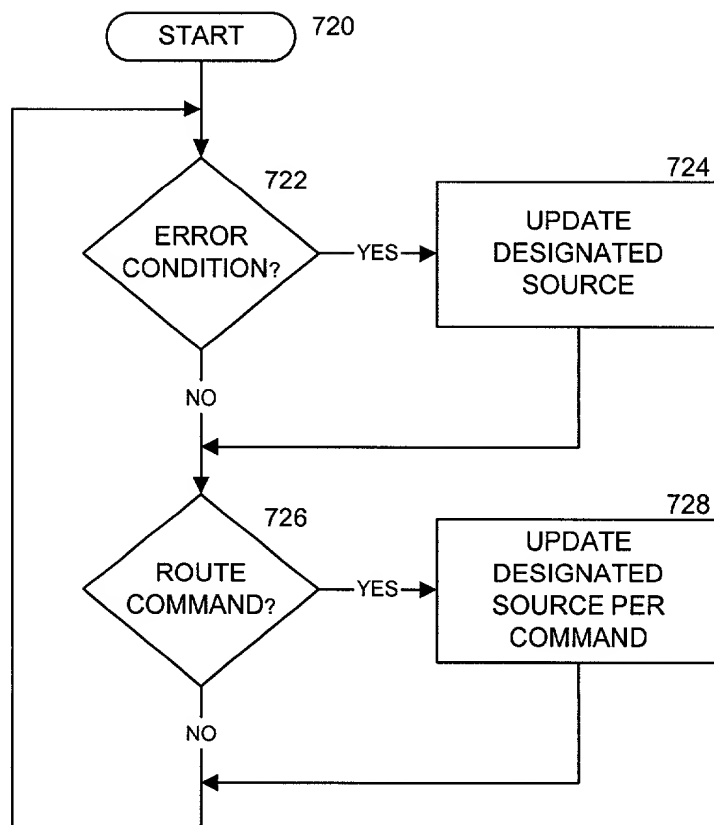 START
720
722
ERROR
CONDITION?
YES
724
UPDATE
DESIGNATED
SOURCE
NO
726
ROUTE
COMMAND?
YES
728
UPDATE
DESIGNATED
SOURCE PER
COMMAND
NO